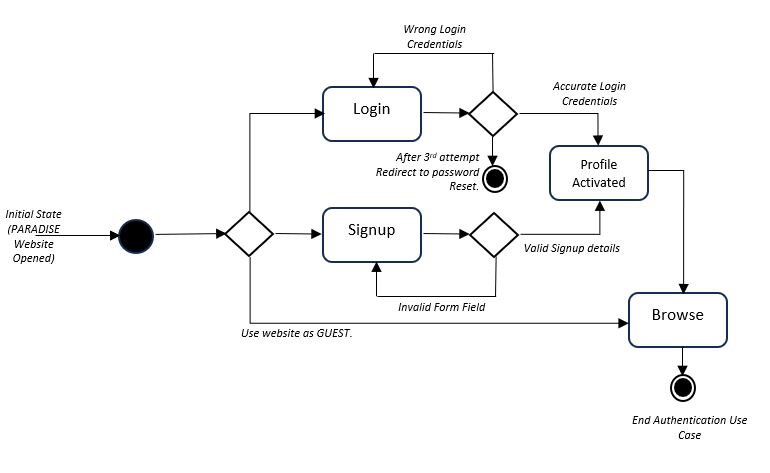 Wrong Login
Credentials
Accurate Login
Credentials
Login
After 3rd attempt
Redirect to password
Reset.
Profile
Activated
Initial State
(PARADISE
Website
Opened)
Signup
Valid Signup details
Invalid Form Field
Browse
Use website as GUEST.
End Authentication Use
Case